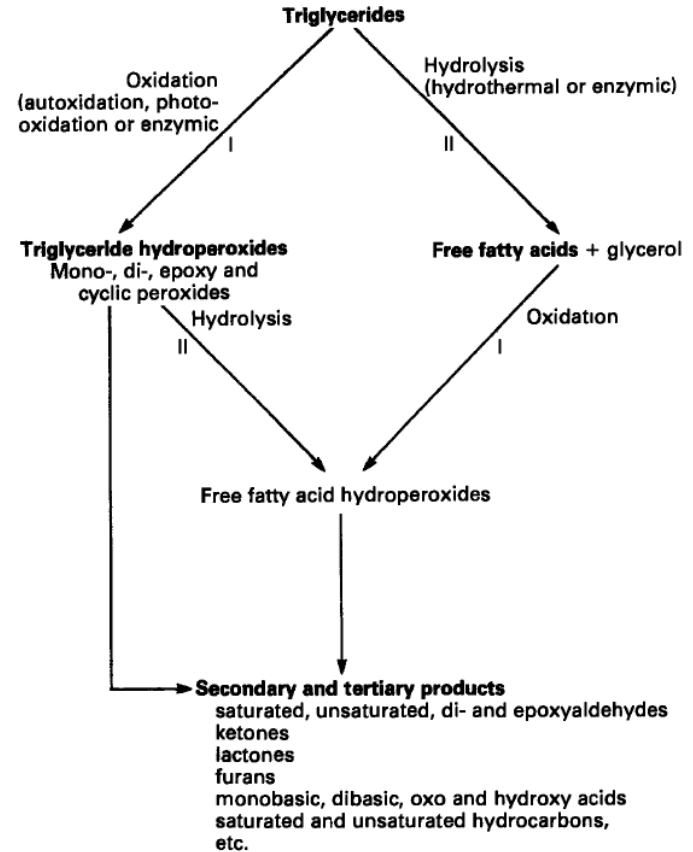 Triglycerides
Oxidation
(autoxidation, photo-
oxidation or enzymic
I
Hydrolysis
(hydrothermal or enzymic)
II
Triglyceride hydroperoxides
Mono-, di-, epoxy and
cyclic peroxides
Free fatty acids + glycerol
Hydrolysis
II
Oxidation
I
Free fatty acid hydroperoxides
Secondary and tertiary products
saturated, unsaturated, di- and epoxyaldehydes
ketones
lactones
furans
monobasic, dibasic, oxo and hydroxy acids
saturated and unsaturated hydrocarbons,
etc.